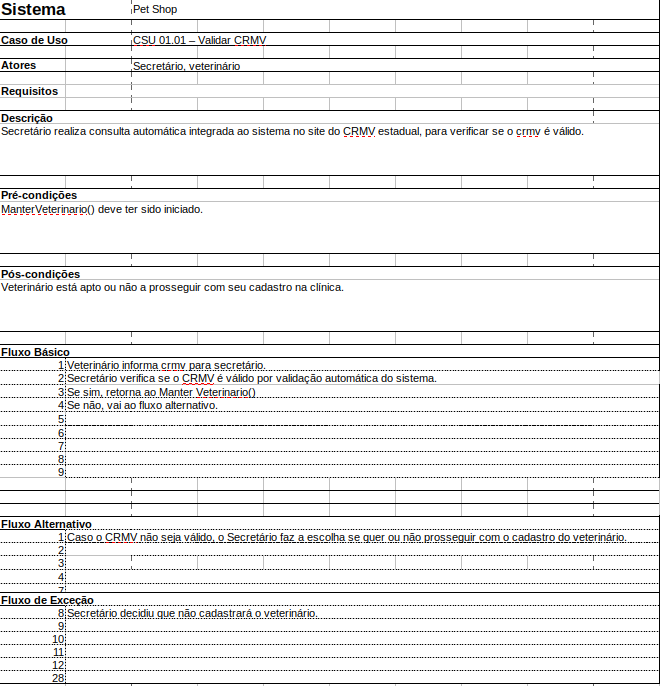 Sistema Pet Shop
Caso de Uso CSU 01.01 – Validar CRMV
Atores Secretário, veterinário
Requisitos
Descrição
Secretário realiza consulta automática integrada ao sistema no site do CRMV estadual, para verificar se o crmv é válido.
Pré-condições
ManterVeterinario() deve ter sido iniciado.
Pós-condições
Veterinário está apto ou não a prosseguir com seu cadastro na clínica.
Fluxo Básico
1 Veterinário informa crmv para secretário.
2 Secretário verifica se o CRMV é válido por validação automática do sistema.
3 Se sim, retorna ao Manter Veterinario()
4 Se não, vai ao fluxo alternativo.
5
6
7
8
9
Fluxo Alternativo
1 Caso o CRMV não seja válido, o Secretário faz a escolha se quer ou não prosseguir com o cadastro do veterinário.
2
3
4
7
Fluxo de Exceção
8 Secretário decidiu que não cadastrará o veterinário.
9
10
11
12
28